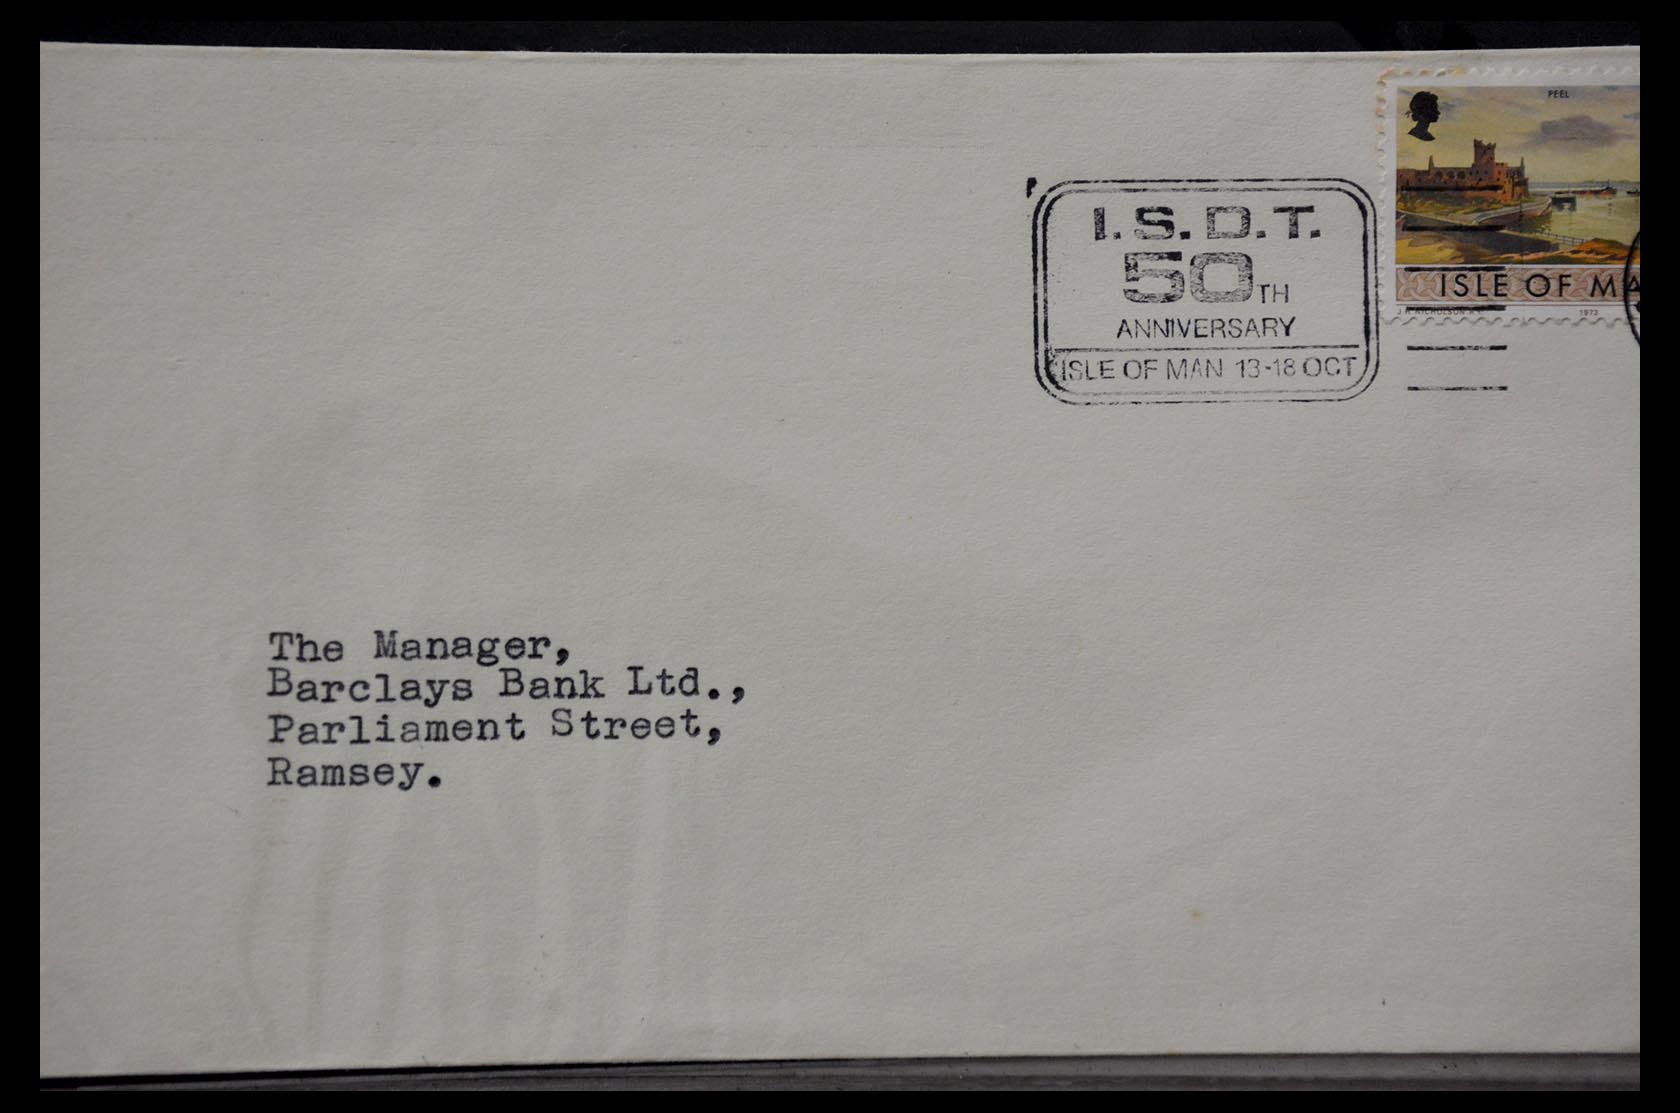 PEEL
I.S.D.T.
50TH
ANNIVERSARY
ISLE OF MAN 13-18 OCT
ISLE OF MA
J.H. NICHOLSON R.I. 1973
The Manager,
Barclays Bank Ltd.,
Parliament Street,
Ramsey.